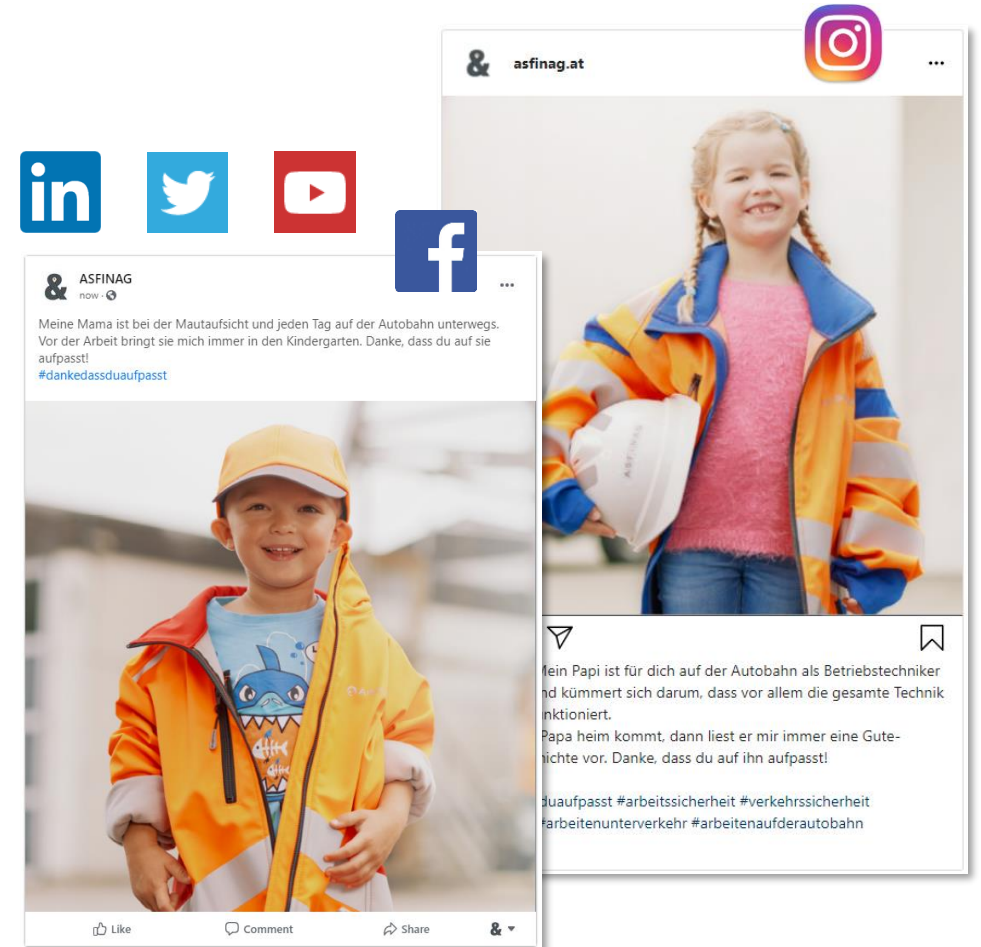 asfinag.at
in
f
ASFINAG
now
Meine Mama ist bei der Mautaufsicht und jeden Tag auf der Autobahn unterwegs.
Vor der Arbeit bringt sie mich immer in den Kindergarten. Danke, dass du auf sie
aufpasst!
#dankedassduaufpasst
ASFINAG
Like
Comment
Share
Mein Papi ist für dich auf der Autobahn als Betriebstechniker
kümmert sich darum, dass vor allem die gesamte Technik
Papa heim kommt, dann liest er mir immer eine Gute-
vor. Danke, dass du auf ihn aufpasst!
duaufpasst #arbeitssicherheit #verkehrssicherheit
#arbeitenunterverkehr #arbeitenaufderautobahn